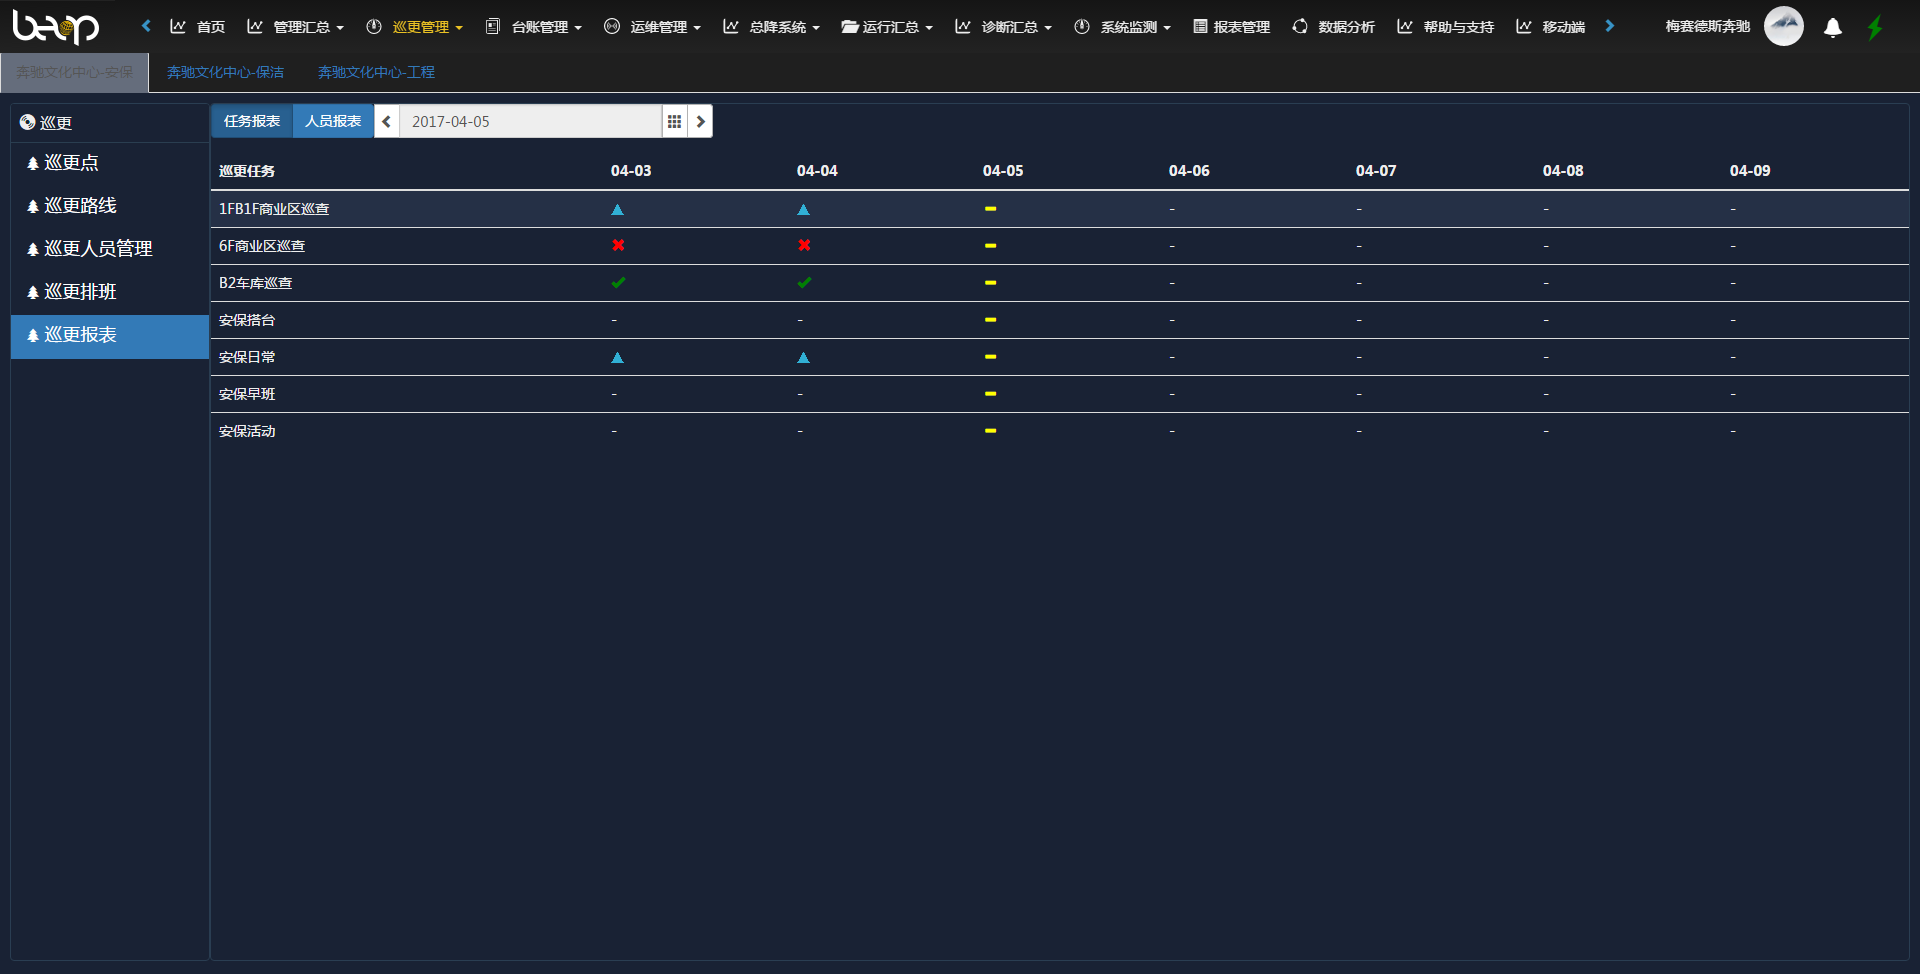 beop 首页 管理汇总 巡更管理 台账管理 运维管理 总降系统 运行汇总 诊断汇总 系统监测 报表管理 数据分析 帮助与支持 移动端 梅赛德斯奔驰
奔驰文化中心-安保 奔驰文化中心-保洁 奔驰文化中心-工程
巡更
巡更点
巡更路线
巡更人员管理
巡更排班
巡更报表
任务报表 人员报表 2017-04-05
巡更任务 04-03 04-04 04-05 04-06 04-07 04-08 04-09
1FB1F商业区巡查 - - - -
6F商业区巡查 - - - -
B2车库巡查 - - - -
安保搭台 - - - - - -
安保日常 - - - -
安保早班 - - - - - -
安保活动 - - - - - -